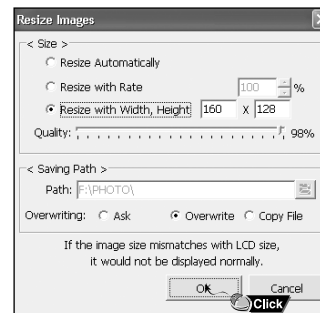 Resize Images
< Size >
Resize Automatically
Resize with Rate 100 %
Resize with Width, Height 160 X 128
Quality: 98%
< Saving Path >
Path: F:\PHOTO\
Overwriting: Ask Overwrite Copy File
If the image size mismatches with LCD size,
it would not be displayed normally.
OK Cancel
Click